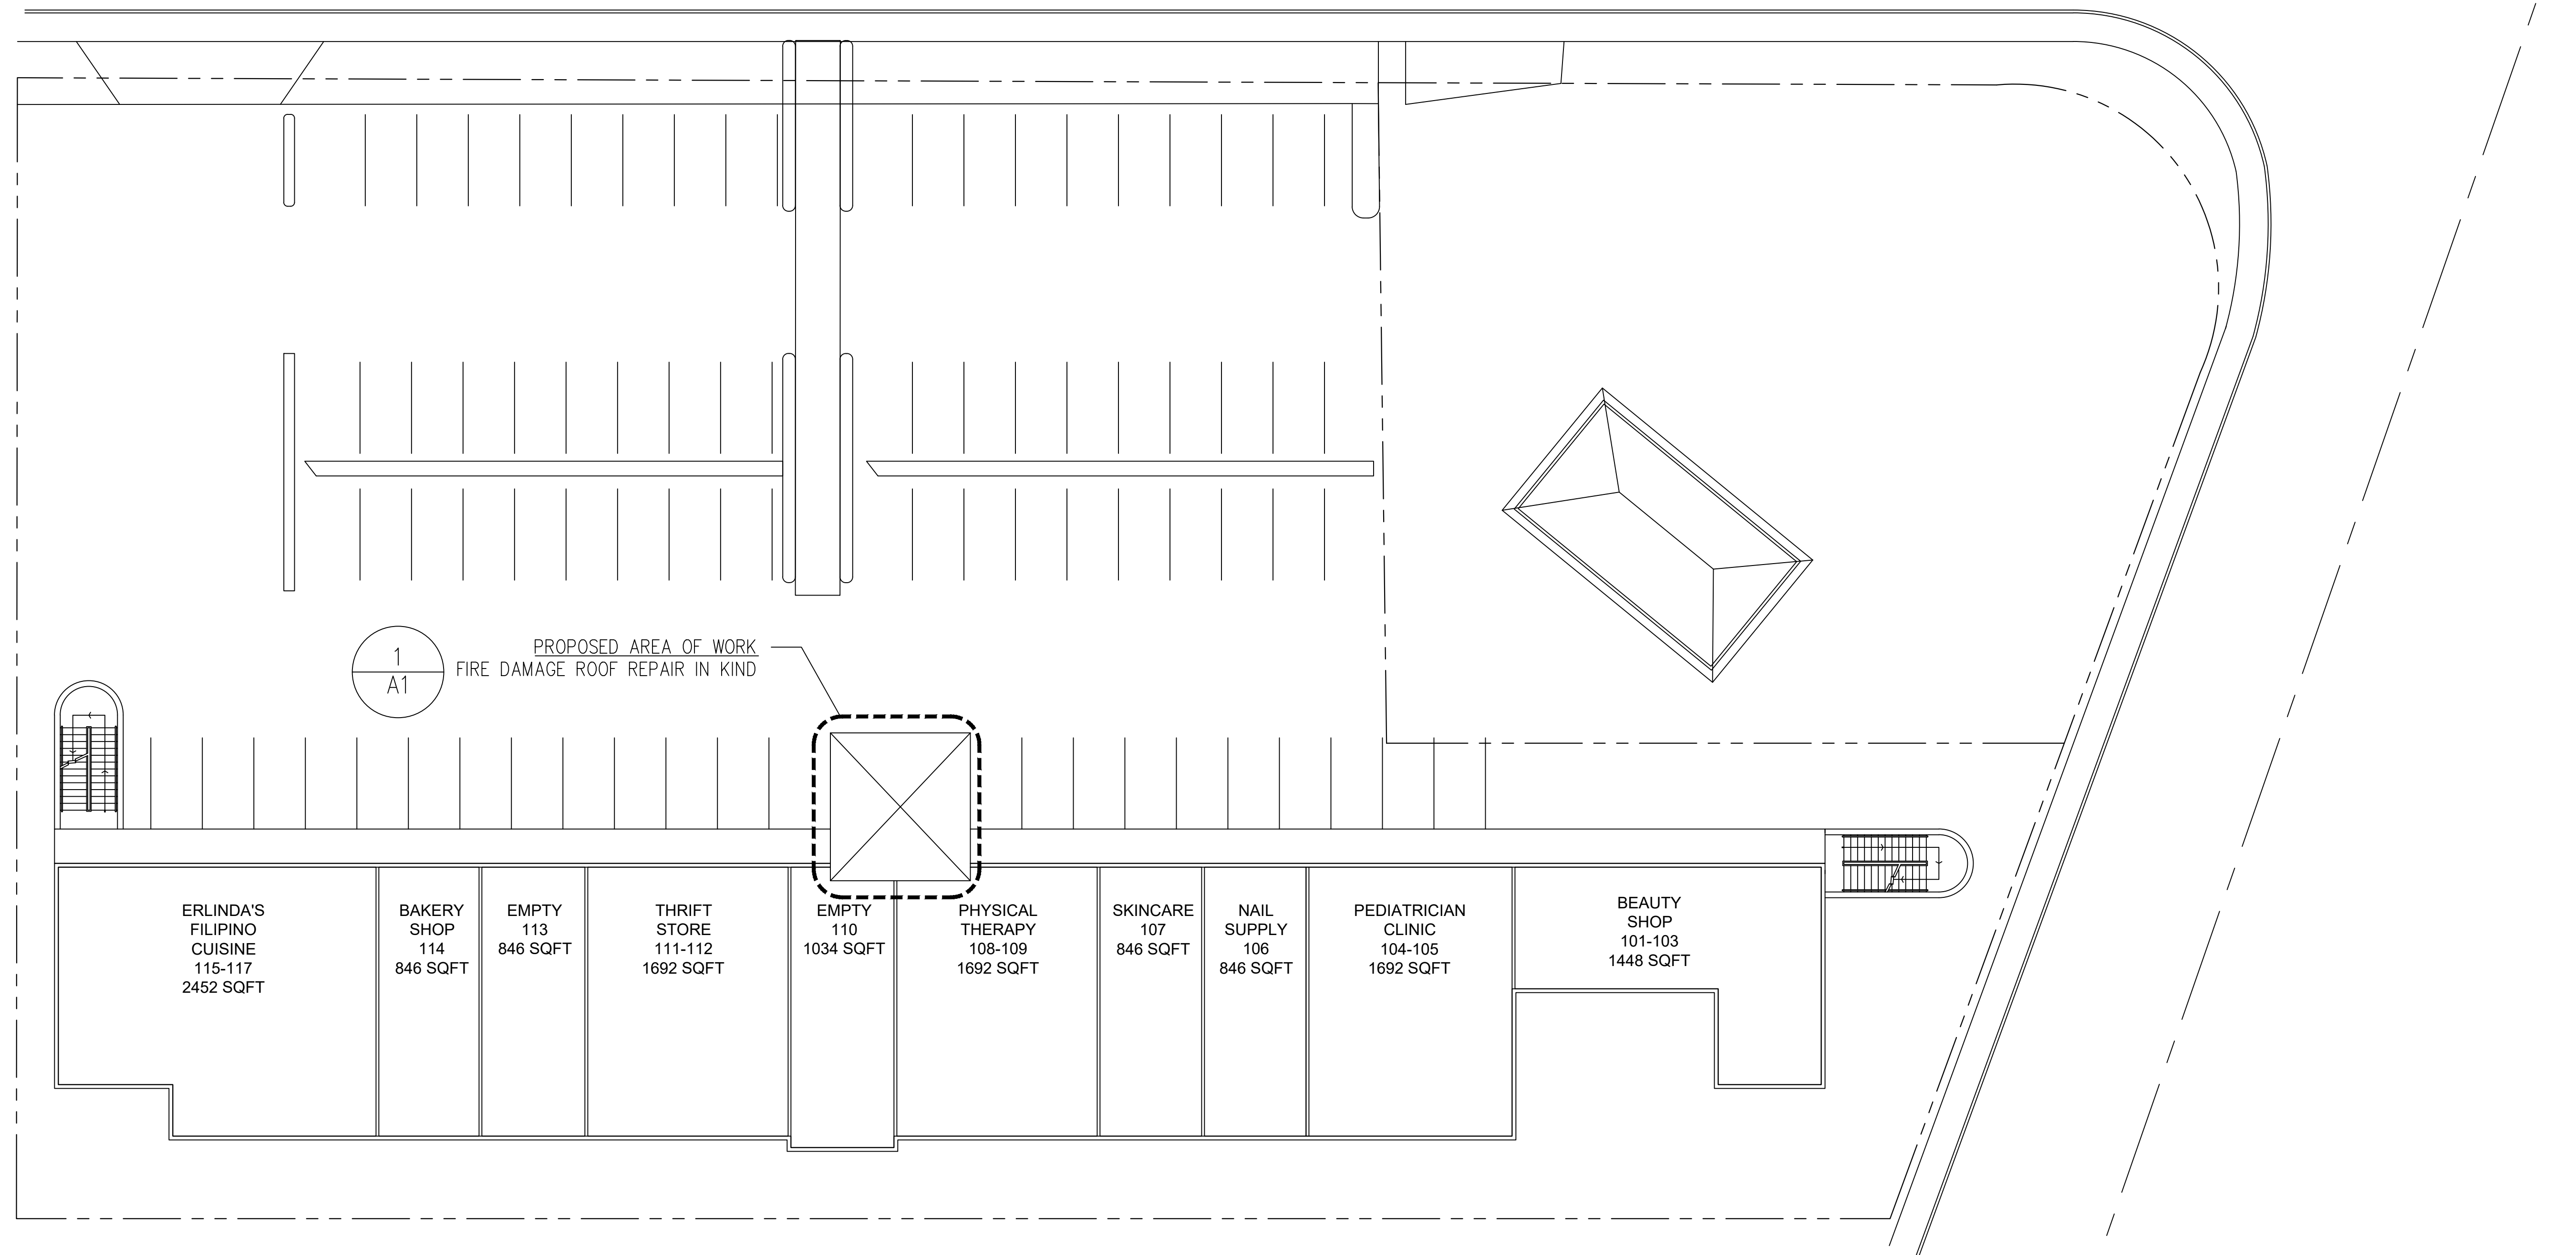 1
A1
PROPOSED AREA OF WORK
FIRE DAMAGE ROOF REPAIR IN KIND
ERLINDA'S
FILIPINO
CUISINE
115-117
2452 SQFT
BAKERY
SHOP
114
846 SQFT
EMPTY
113
846 SQFT
THRIFT
STORE
111-112
1692 SQFT
EMPTY
110
1034 SQFT
PHYSICAL
THERAPY
108-109
1692 SQFT
SKINCARE
107
846 SQFT
NAIL
SUPPLY
106
846 SQFT
PEDIATRICIAN
CLINIC
104-105
1692 SQFT
BEAUTY
SHOP
101-103
1448 SQFT